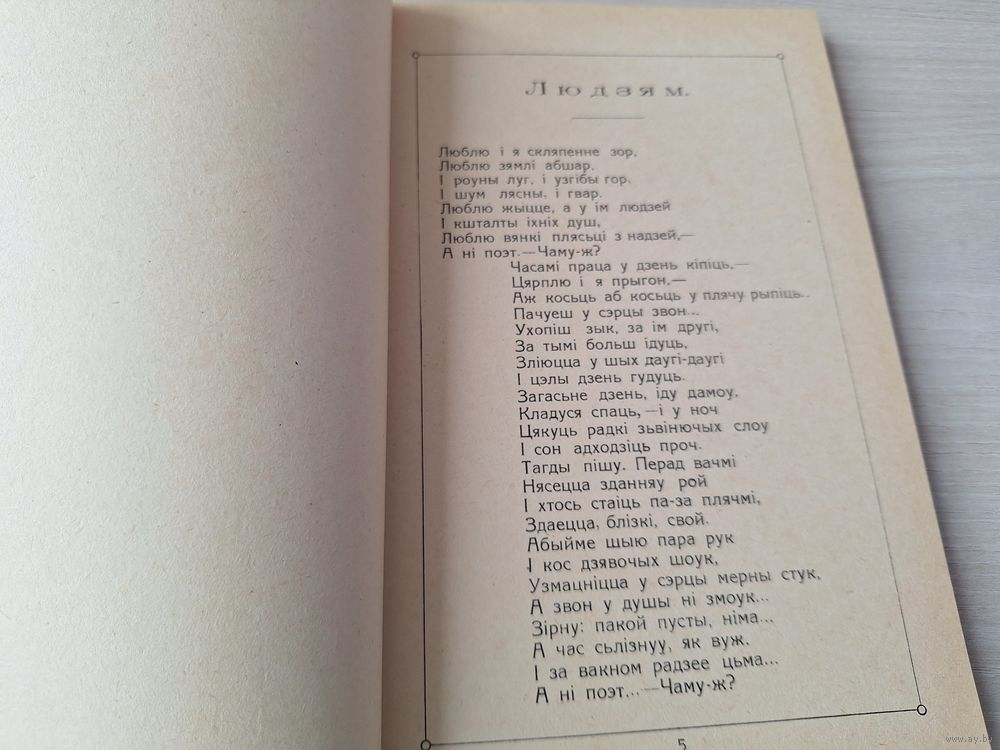 Людзям.
Люблю і я скляпенне зор,
Люблю зямлі абшар,
І роуны луг, і узгібы гор,
І шум лясны, і гвар.
Люблю жыцце, а у ім людзей
І кшталты іхніх душ,
Люблю вянкі плясьці з надзей,—
А ні поэт.—Чаму-ж?
Часамі праца у дзень кіпіць,—
Цярплю і я прыгон,—
Аж косьць аб косьць у плячу рыпіць..
Пачуеш у сэрцы звон...
Ухопіш зык, за ім другі,
За тымі больш ідуць,
Зліюцца у шых даугі-даугі
І цэлы дзень гудуць.
Загасьне дзень, іду дамоу,
Кладуся спаць,—і у ноч
Цякуць радкі зьвінючых слоу
І сон адходзіць проч.
Тагды пішу. Перад вачмі
Нясецца зданняу рой
І хтось стаіць па-за плячмі,
Здаецца, блізкі, свой.
Абыйме шыю пара рук
І кос дзявочых шоук,
Узмацніцца у сэрцы мерны стук,
А звон у душы ні змоук...
Зірну: пакой пусты, німа...
А час сьлізнуу, як вуж.
І за вакном радзее цьма...
А ні поэт...—Чаму-ж?
5
www.ay.by